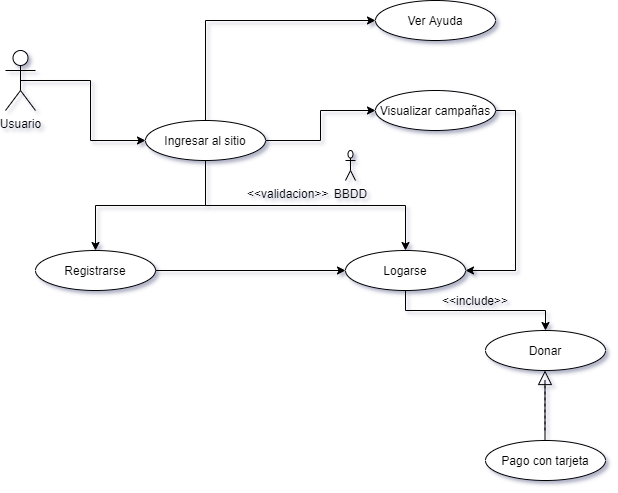 Ver Ayuda
Usuario
Visualizar campañas
Ingresar al sitio
<<validacion>> BBDD
Registrarse
Logarse
<<include>>
Donar
Pago con tarjeta